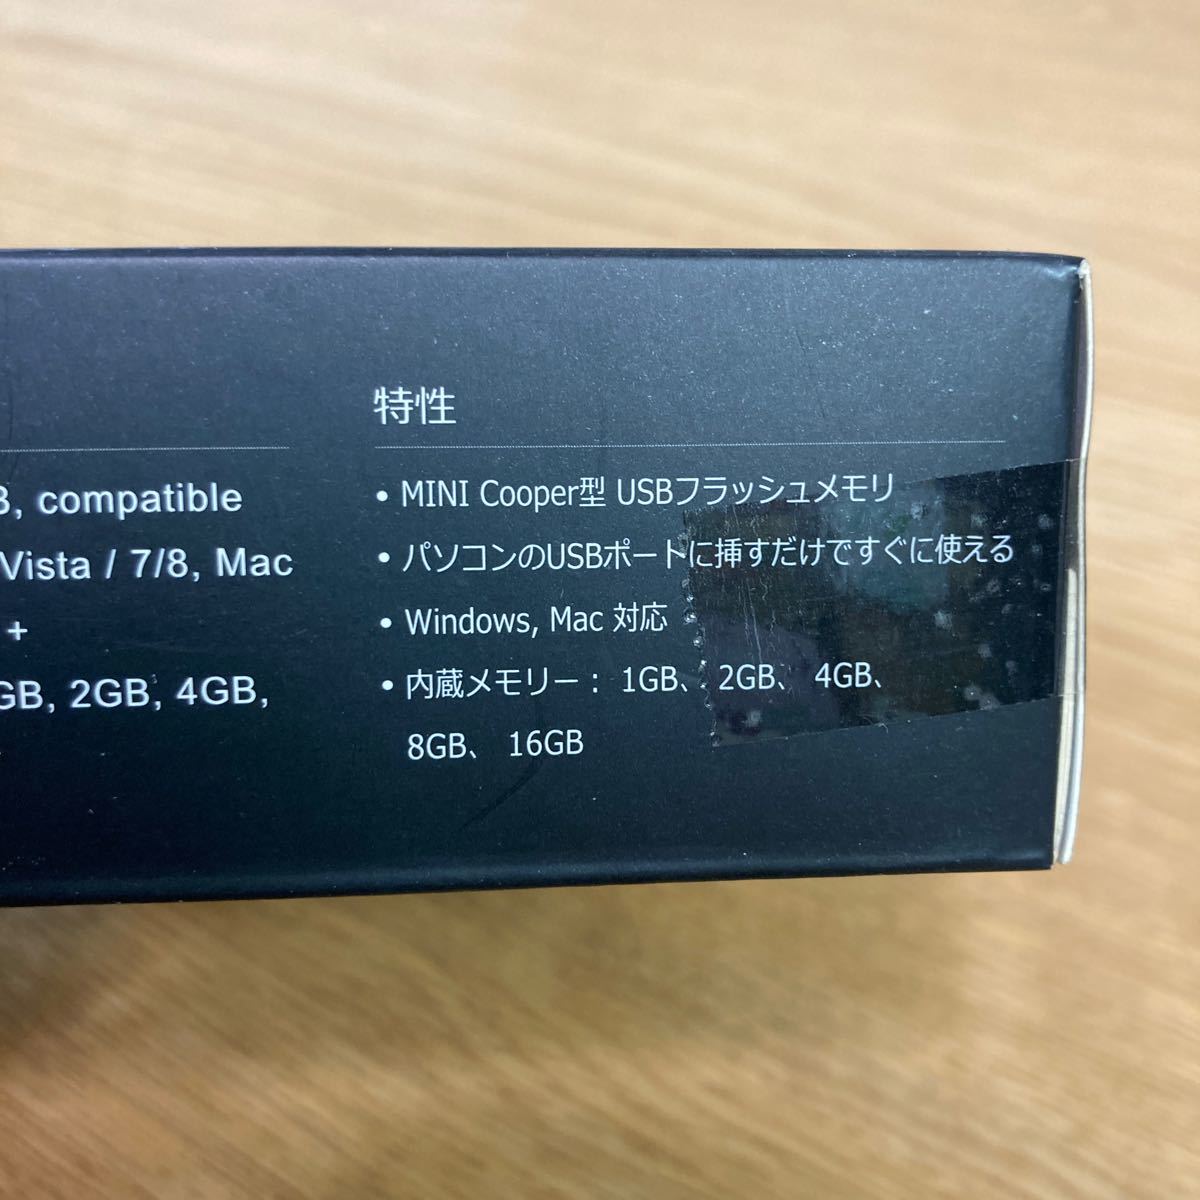 B, compatible
Vista / 7/8, Mac
+
GB, 2GB, 4GB,
特性
• MINI Cooper型 USBフラッシュメモリ
• パソコンのUSBポートに挿すだけですぐに使える
• Windows, Mac 対応
• 内蔵メモリー： 1GB、 2GB、 4GB、
8GB、 16GB